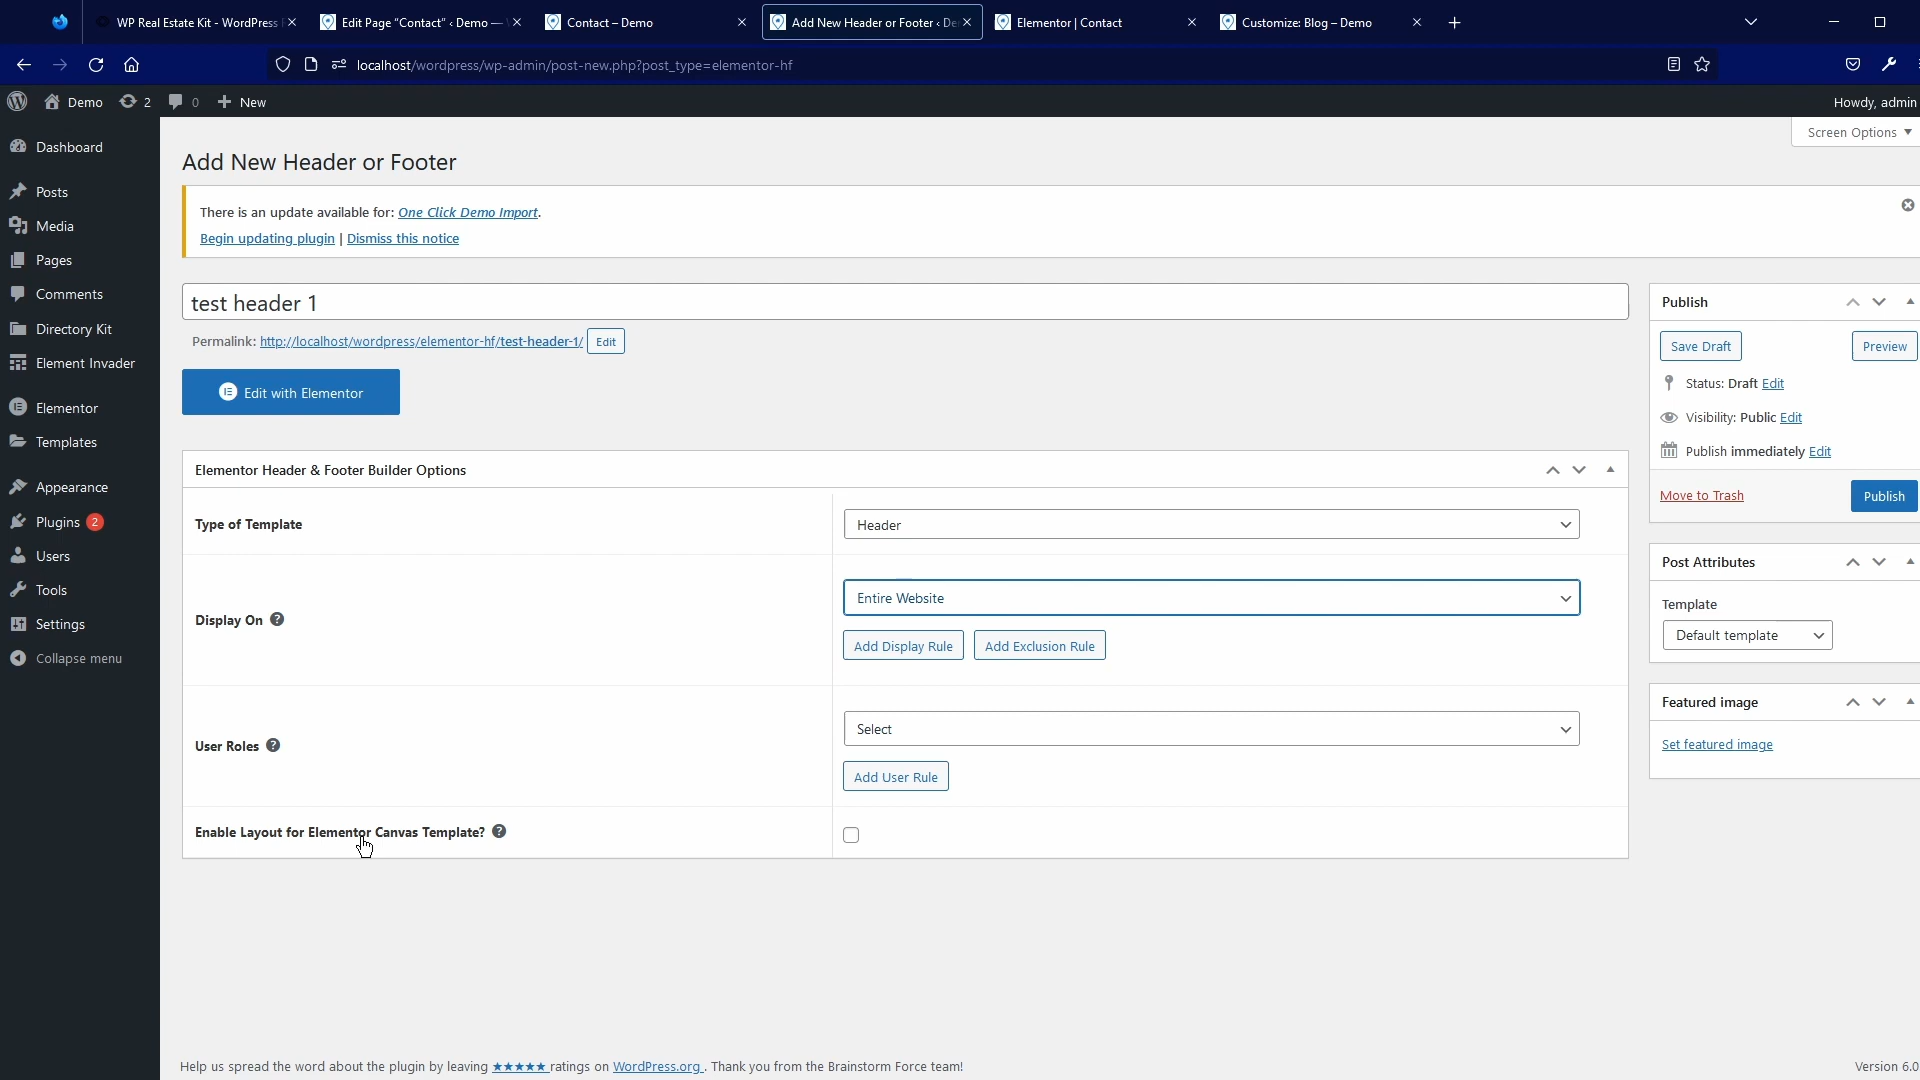 WP Real Estate Kit - WordPress
Edit Page “Contact” ‹ Demo —
Contact – Demo
Add New Header or Footer ‹ De
Elementor | Contact
Customize: Blog – Demo
localhost/wordpress/wp-admin/post-new.php?post_type=elementor-hf
Demo
2
0
New
Howdy, admin
Screen Options
Dashboard
Posts
Media
Pages
Comments
Directory Kit
Element Invader
Elementor
Templates
Appearance
Plugins 2
Users
Tools
Settings
Collapse menu
Add New Header or Footer
There is an update available for: One Click Demo Import.
Begin updating plugin | Dismiss this notice
test header 1
Permalink: http://localhost/wordpress/elementor-hf/test-header-1/ Edit
Edit with Elementor
Elementor Header & Footer Builder Options
Type of Template
Header
Display On
Entire Website
Add Display Rule
Add Exclusion Rule
User Roles
Select
Add User Rule
Enable Layout for Elementor Canvas Template?
Publish
Save Draft
Preview
Status: Draft Edit
Visibility: Public Edit
Publish immediately Edit
Move to Trash
Publish
Post Attributes
Template
Default template
Featured image
Set featured image
Help us spread the word about the plugin by leaving ★★★★★ ratings on WordPress.org. Thank you from the Brainstorm Force team!
Version 6.0